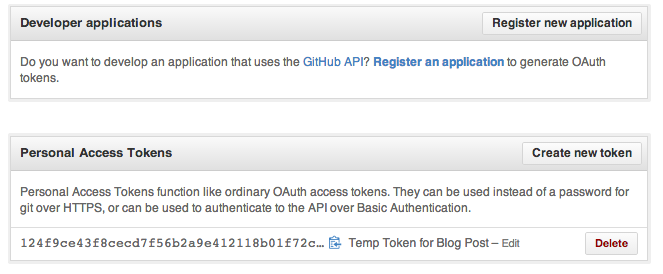 Developer applications
Register new application
Do you want to develop an application that uses the GitHub API? Register an application to generate OAuth
tokens.
Personal Access Tokens
Create new token
Personal Access Tokens function like ordinary OAuth access tokens. They can be used instead of a password for
git over HTTPS, or can be used to authenticate to the API over Basic Authentication.
124f9ce43f8cecd7f56b2a9e412118b01f72c… Temp Token for Blog Post – Edit
Delete